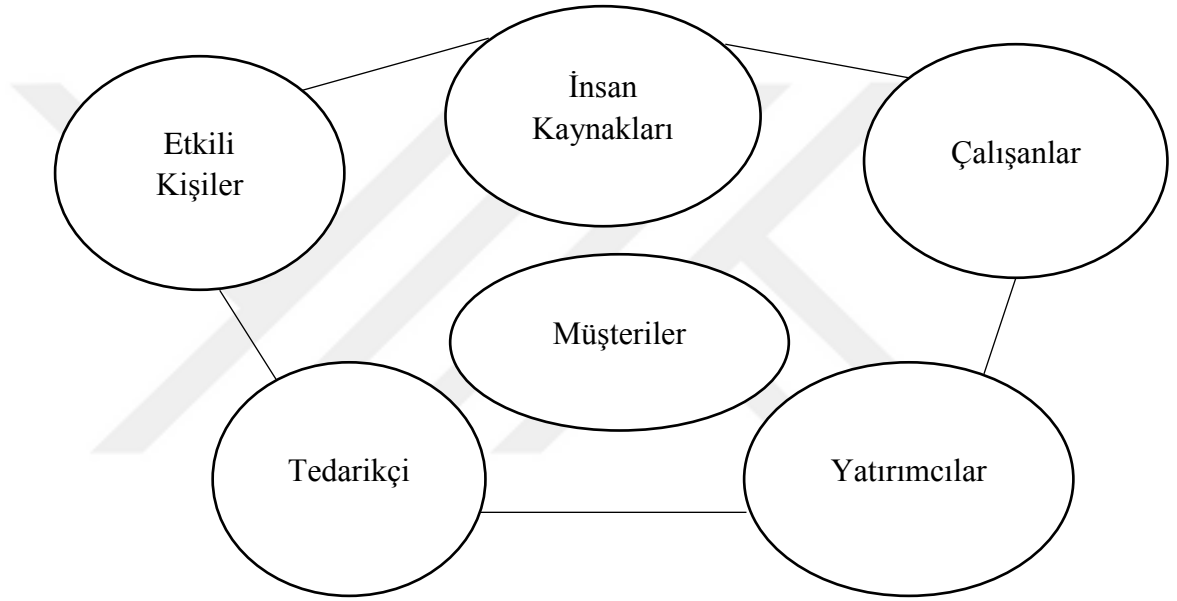 İnsan
Kaynakları
Etkili
Kişiler
Çalışanlar
Müşteriler
Tedarikçi
Yatırımcılar